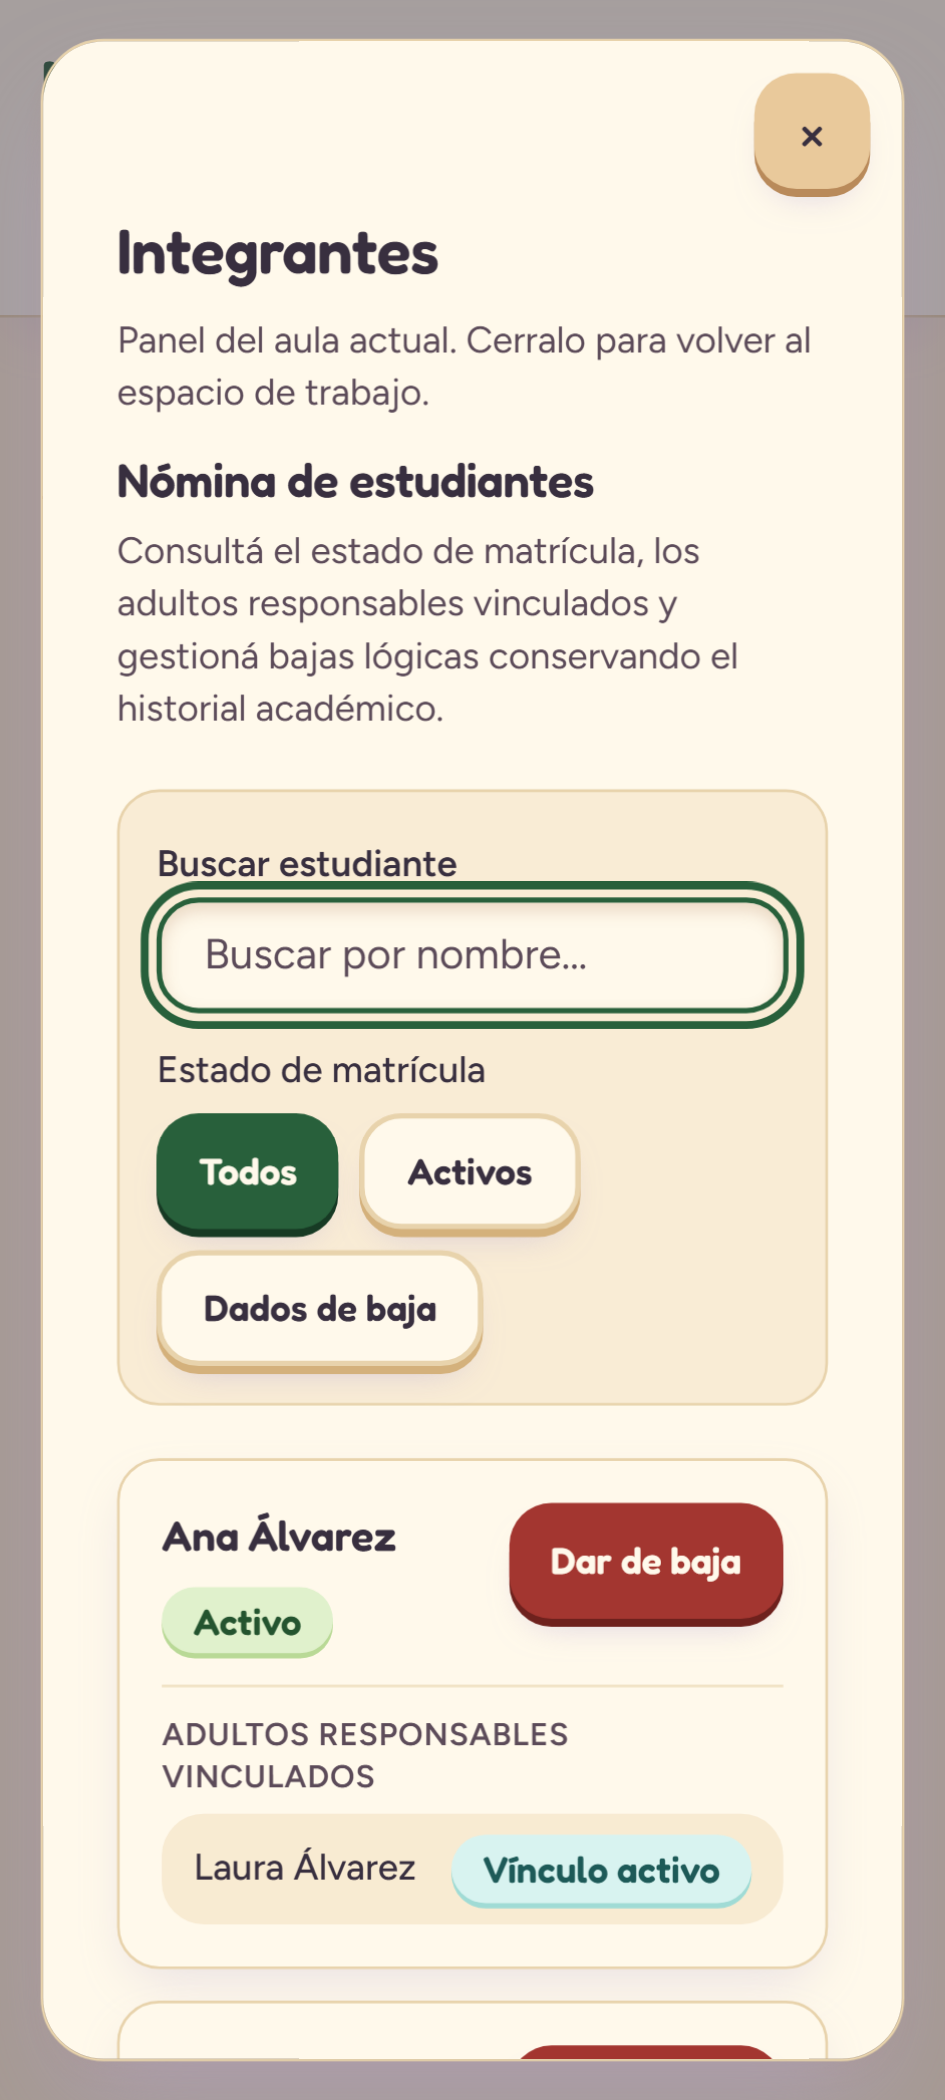 ×
Integrantes
Panel del aula actual. Cerralo para volver al
espacio de trabajo.
Nómina de estudiantes
Consultá el estado de matrícula, los
adultos responsables vinculados y
gestioná bajas lógicas conservando el
historial académico.
Buscar estudiante
Buscar por nombre...
Estado de matrícula
Todos
Activos
Dados de baja
Ana Álvarez
Dar de baja
Activo
ADULTOS RESPONSABLES
VINCULADOS
Laura Álvarez
Vínculo activo